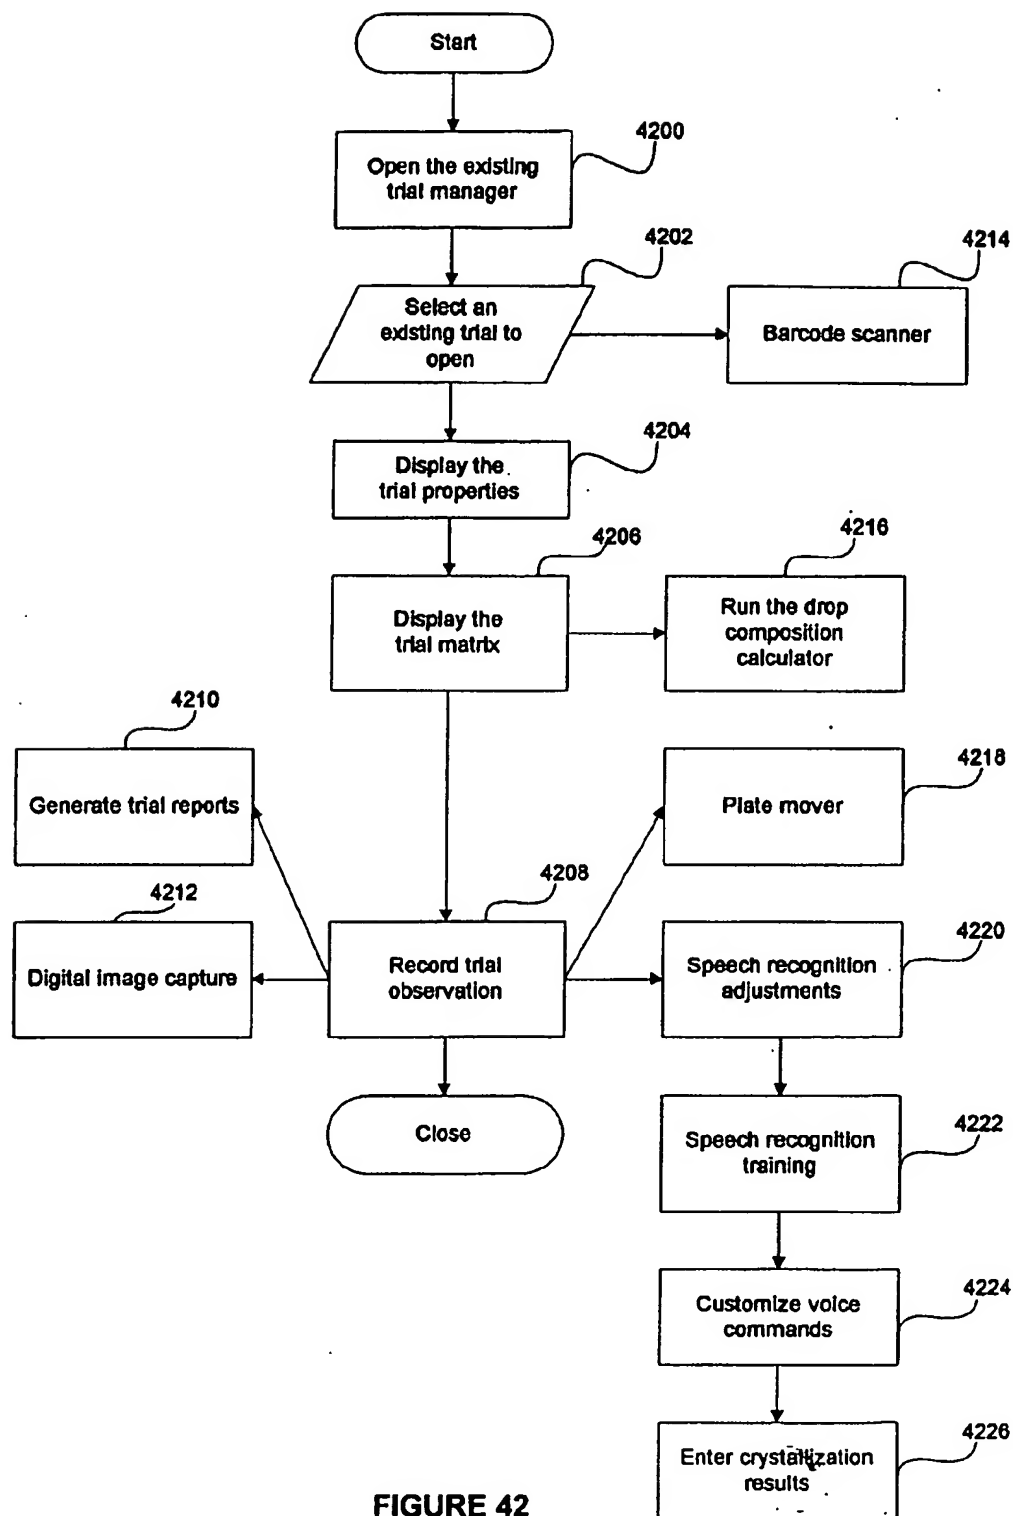 Start
4200
Open the existing
trial manager
4202
4214
Select an
existing trial to
open
Barcode scanner
4204
Display the
trial properties
4206
4216
Display the
trial matrix
Run the drop
composition
calculator
4210
4218
Generate trial reports
Plate mover
4208
4212
4220
Digital image capture
Record trial
observation
Speech recognition
adjustments
Close
4222
Speech recognition
training
4224
Customize voice
commands
4226
Enter crystallization
results
FIGURE 42